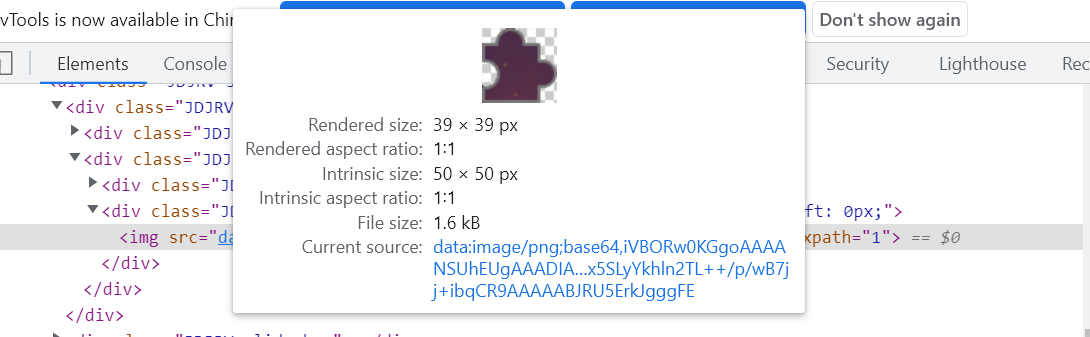 vTools is now available in Chin
Don't show again
Elements Console Security Lighthouse Rec
<div class="JDJRV
<div class="JDJ
<div class="JDJ
<div class="JD
<div class="JD ft: 0px;">
<img src="da xpath="1"> == $0
</div>
</div>
</div>
Rendered size: 39 × 39 px
Rendered aspect ratio: 1:1
Intrinsic size: 50 × 50 px
Intrinsic aspect ratio: 1:1
File size: 1.6 kB
Current source: data:image/png;base64,iVBORw0KGgoAAAA
NSUhEUgAAADIA…x5SLyYkhln2TL++/p/wB7j
j+ibqCR9AAAAABJRU5ErkJgggFE